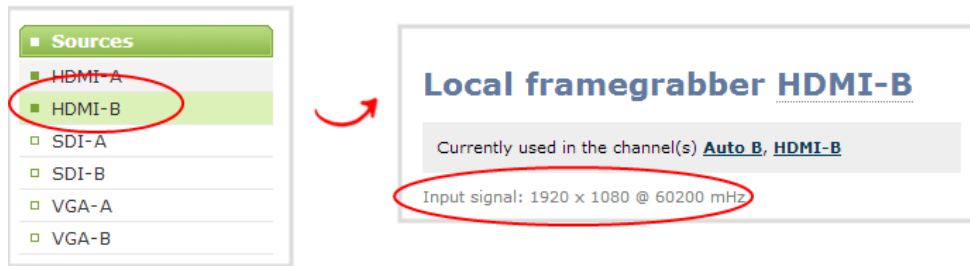 Sources
HDMI-A
HDMI-B
SDI-A
SDI-B
VGA-A
VGA-B
Local framegrabber HDMI-B
Currently used in the channel(s) Auto B, HDMI-B
Input signal: 1920 x 1080 @ 60200 mHz